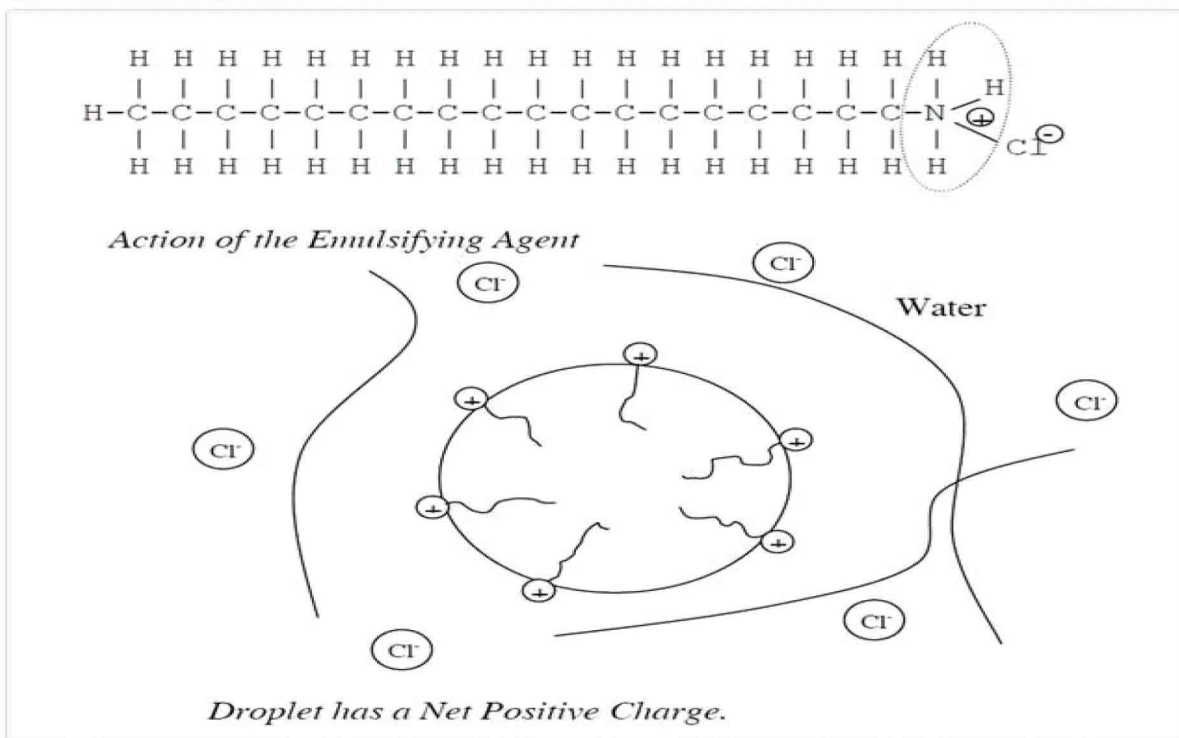 H H H H H H H H H H H H H H H H H H H
H
H-C-C-C-C-C-C-C-C-C-C-C-C-C-C-C-C-C-C-N +
Cl -
H H H H H H H H H H H H H H H H H H H
Action of the Emulsifying Agent
Cl-
Cl-
Water
+
+
Cl-
+
Cl-
+
+
+
Cl-
Cl-
Droplet has a Net Positive Charge.